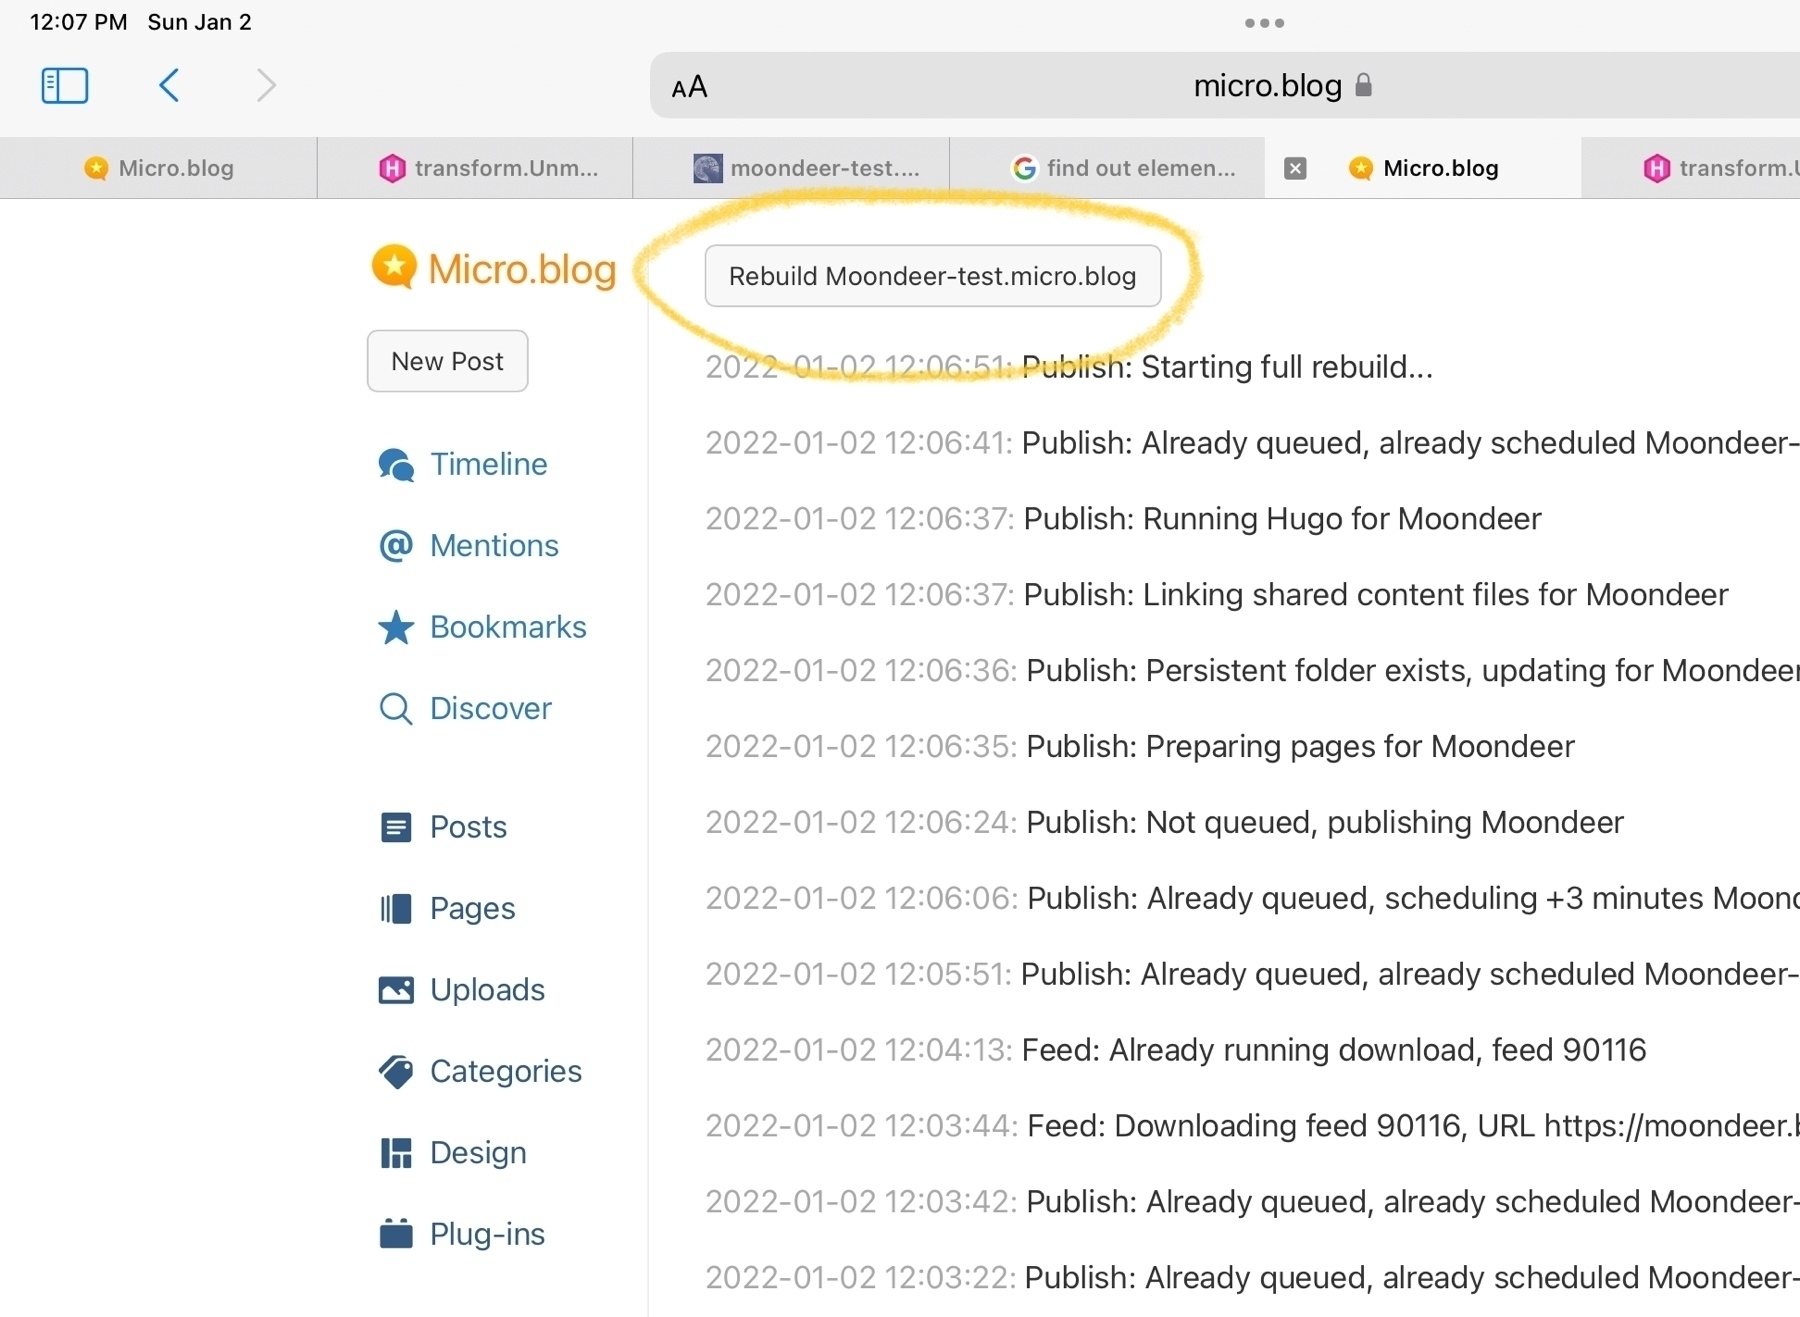 12:07 PM Sun Jan 2
AA micro.blog
Micro.blog transform.Unm... moondeer-test.... find out elemen... Micro.blog transform.U
Micro.blog
Rebuild Moondeer-test.micro.blog
New Post
Timeline
Mentions
Bookmarks
Discover
Posts
Pages
Uploads
Categories
Design
Plug-ins
2022-01-02 12:06:51: Publish: Starting full rebuild...
2022-01-02 12:06:41: Publish: Already queued, already scheduled Moondeer-
2022-01-02 12:06:37: Publish: Running Hugo for Moondeer
2022-01-02 12:06:37: Publish: Linking shared content files for Moondeer
2022-01-02 12:06:36: Publish: Persistent folder exists, updating for Moondeer
2022-01-02 12:06:35: Publish: Preparing pages for Moondeer
2022-01-02 12:06:24: Publish: Not queued, publishing Moondeer
2022-01-02 12:06:06: Publish: Already queued, scheduling +3 minutes Moond
2022-01-02 12:05:51: Publish: Already queued, already scheduled Moondeer-
2022-01-02 12:04:13: Feed: Already running download, feed 90116
2022-01-02 12:03:44: Feed: Downloading feed 90116, URL https://moondeer.b
2022-01-02 12:03:42: Publish: Already queued, already scheduled Moondeer-
2022-01-02 12:03:22: Publish: Already queued, already scheduled Moondeer-